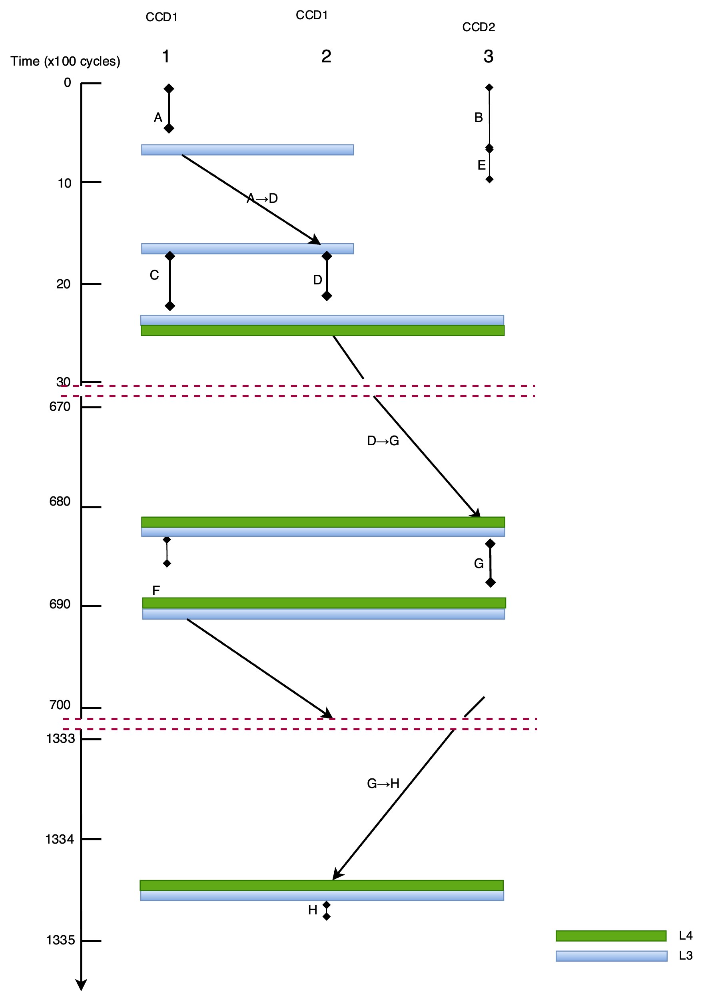 CCD1
CCD1
CCD2
Time (x100 cycles)
1
2
3
0
A
B
E
10
A→D
C
D
20
30
670
D→G
680
G
F
690
700
1333
G→H
1334
H
1335
L4
L3